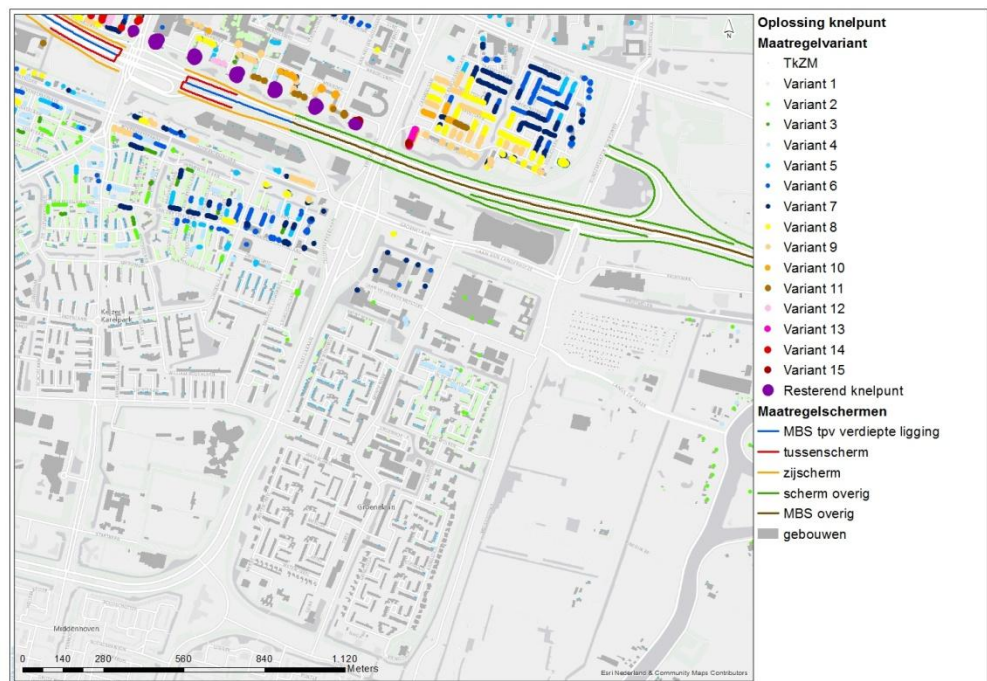 Oplossing knelpunt
Maatregelvariant
TkZM
Variant 1
Variant 2
Variant 3
Variant 4
Variant 5
Variant 6
Variant 7
Variant 8
Variant 9
Variant 10
Variant 11
Variant 12
Variant 13
Variant 14
Variant 15
Resterend knelpunt
Maatregelschermen
MBS tpv verdiepte ligging
tussenscherm
zijscherm
scherm overig
MBS overig
gebouwen
N
Keizer
Karelpark
Groenelaan
Middenhoven
0 140 280 560 840 1.120
Meters
Esri Nederland & Community Maps Contributors